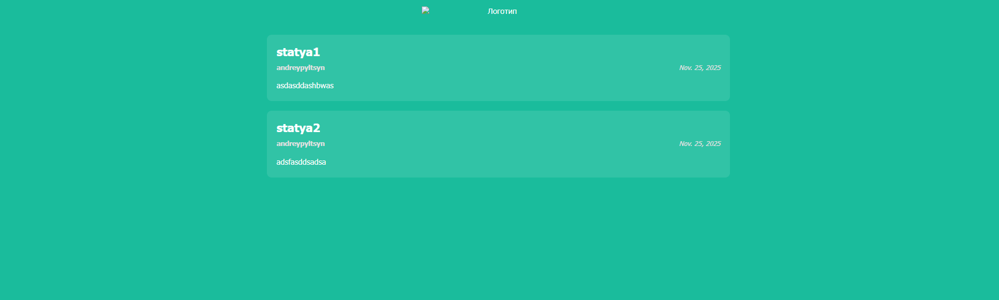 Логотип
statya1
andreypyltsyn Nov. 25, 2025
asdasddashbwas
statya2
andreypyltsyn Nov. 25, 2025
adsfasddsadsa